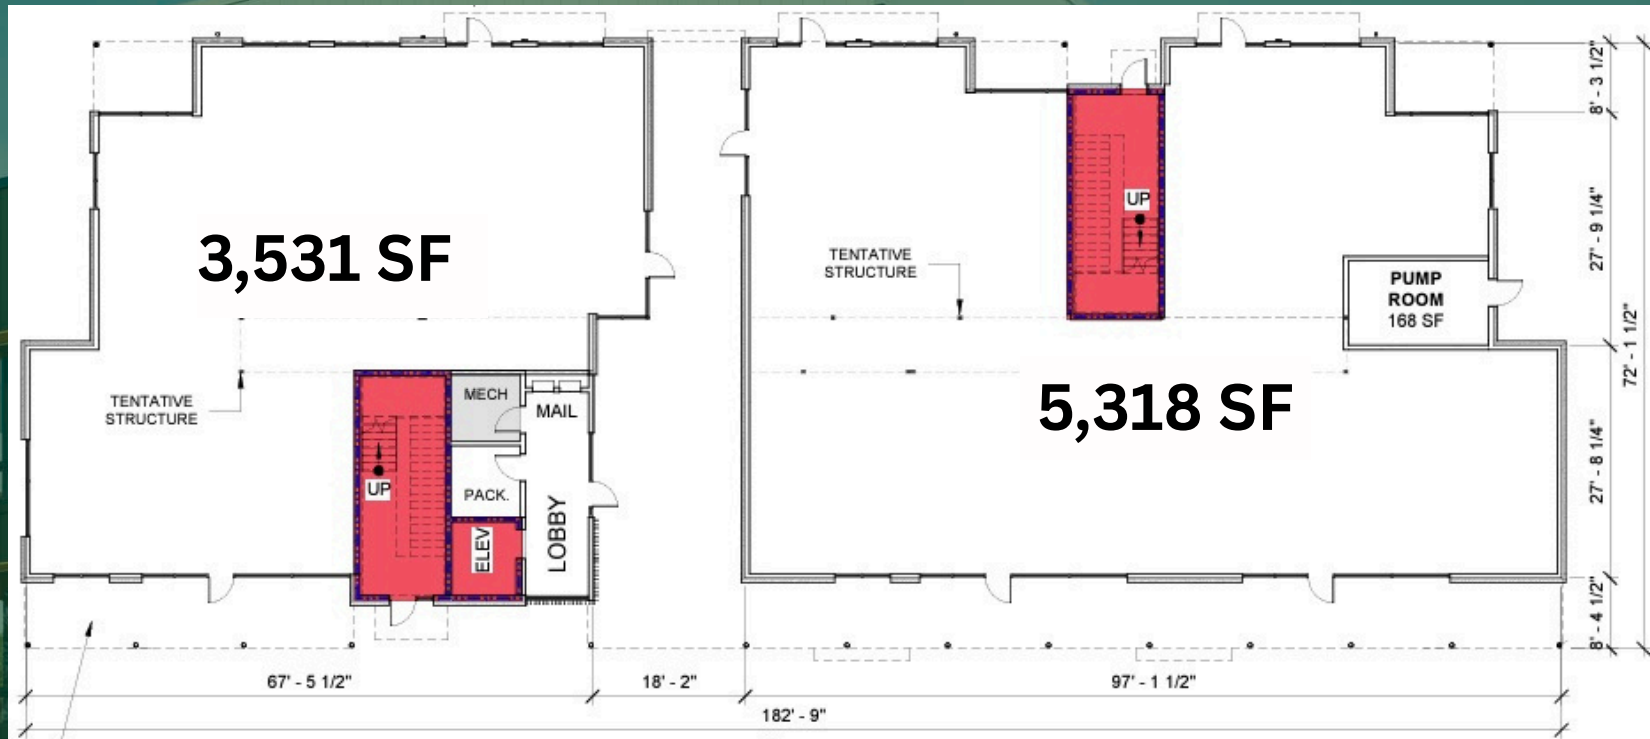 8' - 3 1/2"
27' - 9 1/4"
72' - 1 1/2"
27' - 8 1/4"
8' - 4 1/2"
3,531 SF
TENTATIVE
STRUCTURE
UP
MECH
MAIL
PACK.
ELEV
LOBBY
TENTATIVE
STRUCTURE
UP
PUMP
ROOM
168 SF
5,318 SF
67' - 5 1/2"
18' - 2"
97' - 1 1/2"
182' - 9"